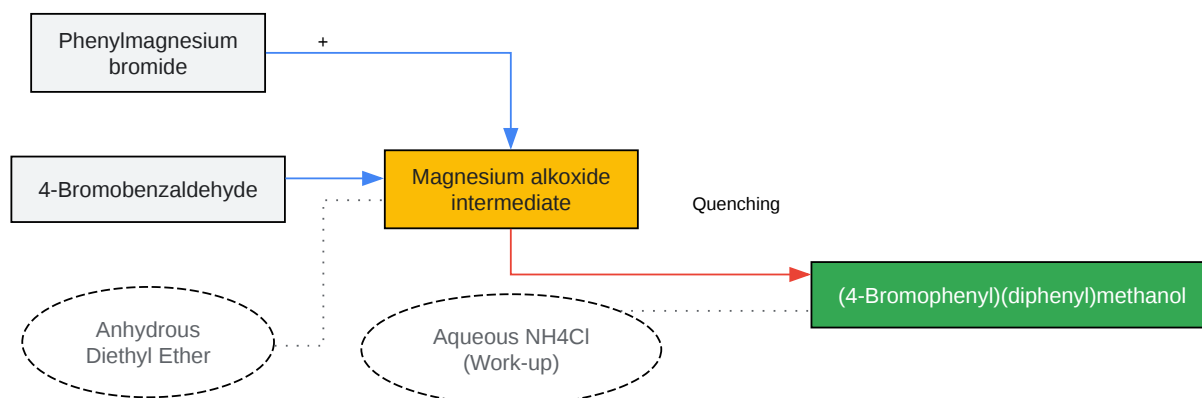 Phenylmagnesium
bromide
+
4-Bromobenzaldehyde
Magnesium alkoxide
intermediate
Quenching
(4-Bromophenyl)(diphenyl)methanol
Anhydrous
Diethyl Ether
Aqueous NH4Cl
(Work-up)